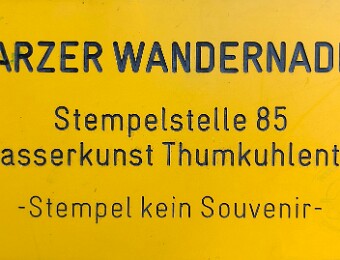 ARZER WANDERNAD
Stempelstelle 85
asserkunst Thumkuhlent
-Stempel kein Souvenir-